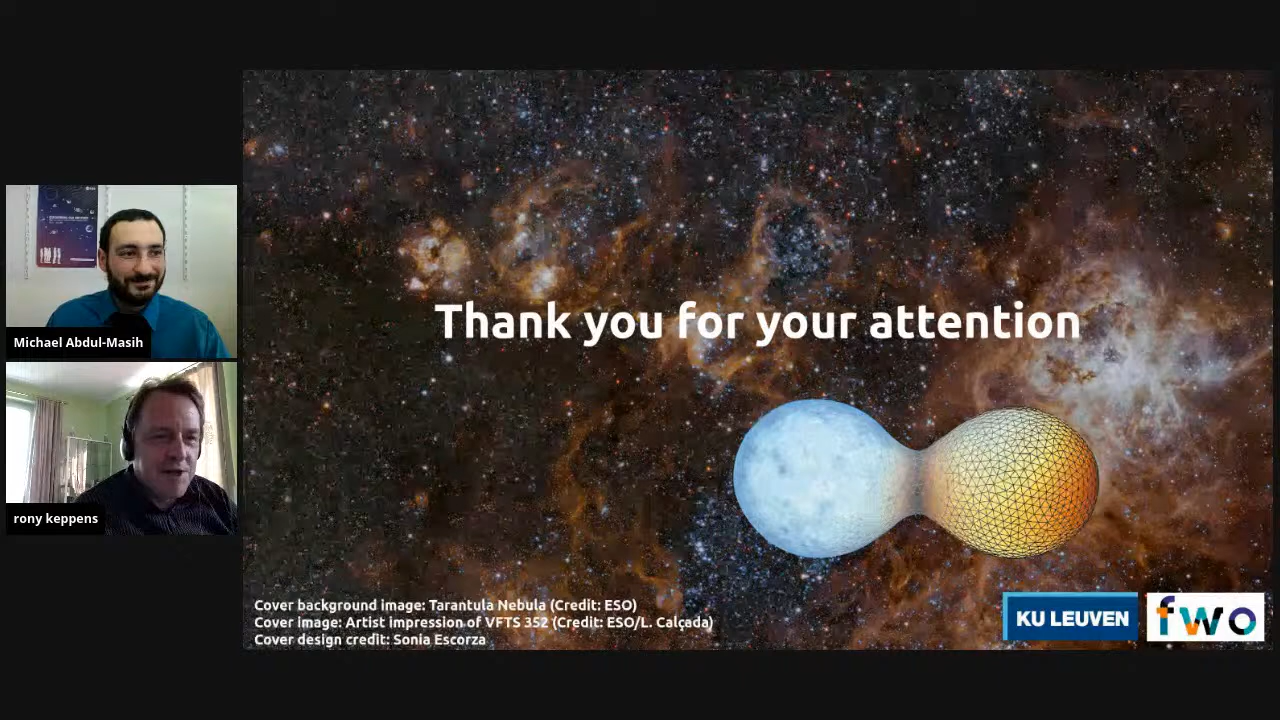 Michael Abdul-Masih
rony keppens
Thank you for your attention
Cover background image: Tarantula Nebula (Credit: ESO)
Cover image: Artist impression of VFTS 352 (Credit: ESO/L. Calçada)
Cover design credit: Sonia Escorza
KU LEUVEN
fwo